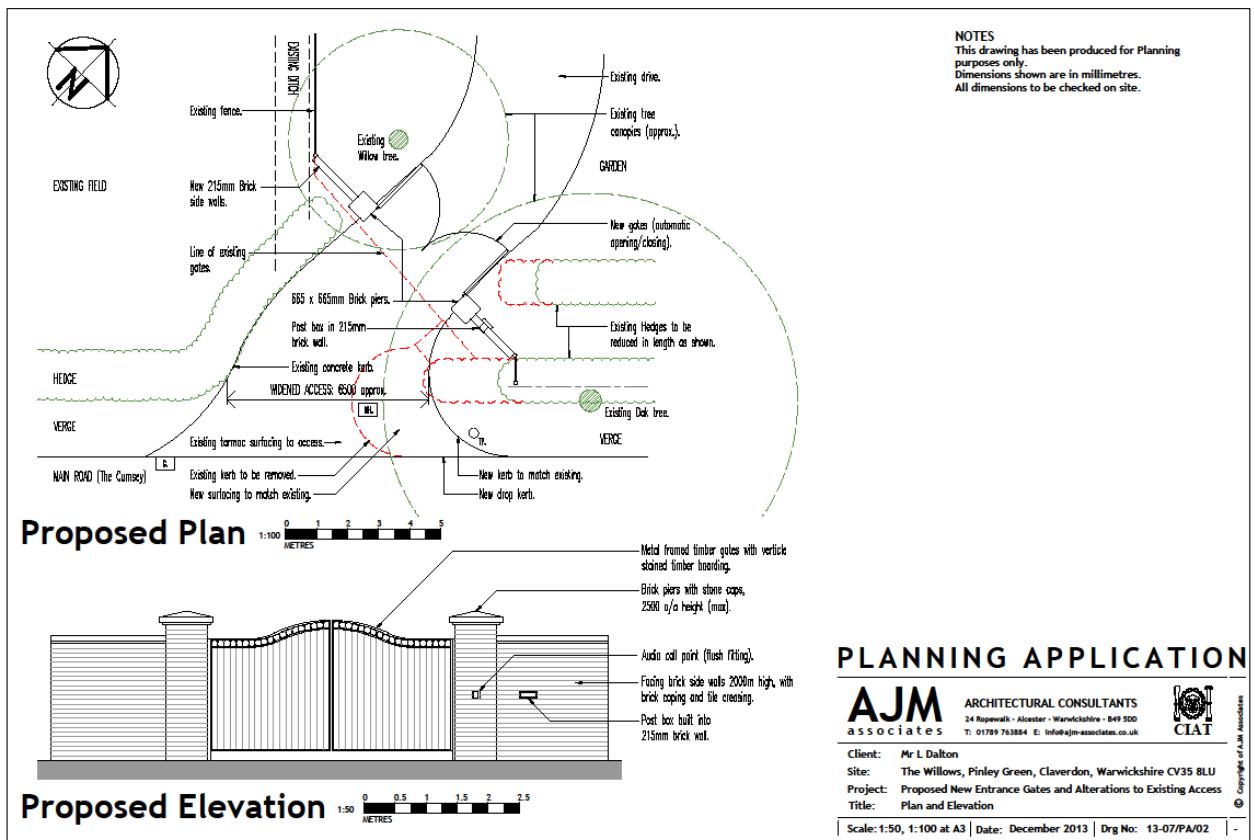 NOTES
This drawing has been produced for Planning
purposes only.
Dimensions shown are in millimetres.
All dimensions to be checked on site.
N
EXISTING DITCH
Existing drive.
Existing fence.
Existing tree
canopies (approx.).
Existing
Willow tree.
GARDEN
EXISTING FIELD
New 215mm Brick
side walls.
New gates (automatic
opening/closing).
Line of existing
gates.
665 x 665mm Brick piers.
Post box in 215mm
brick wall.
Existing Hedges to be
reduced in length as shown.
Existing concrete kerb.
HEDGE
WIDENED ACCESS: 6500 approx.
MH.
Existing Oak tree.
VERGE
Existing tarmac surfacing to access.
TP.
VERGE
MAIN ROAD (The Cumsey)
Existing kerb to be removed.
New kerb to match existing.
New surfacing to match existing.
New drop kerb.
Proposed Plan
1:100
0 1 2 3 4 5
METRES
Metal framed timber gates with verticle
stained timber boarding.
Brick piers with stone caps,
2500 o/a height (max).
Audio call point (flush fitting).
Facing brick side walls 2000m high, with
brick coping and tile creasing.
Post box built into
215mm brick wall.
Proposed Elevation
1:50
0 0.5 1 1.5 2 2.5
METRES
PLANNING APPLICATION
AJM
associates
ARCHITECTURAL CONSULTANTS
24 Ropewalk - Alcester - Warwickshire - B49 5DD
T: 01789 763884 E: info@ajm-associates.co.uk
CIAT
Client: Mr L Dalton
Site: The Willows, Pinley Green, Claverdon, Warwickshire CV35 8LU
Project: Proposed New Entrance Gates and Alterations to Existing Access
Title: Plan and Elevation
Scale: 1:50, 1:100 at A3 Date: December 2013 Drg No: 13-07/PA/02 -
© Copyright of AJM Associates